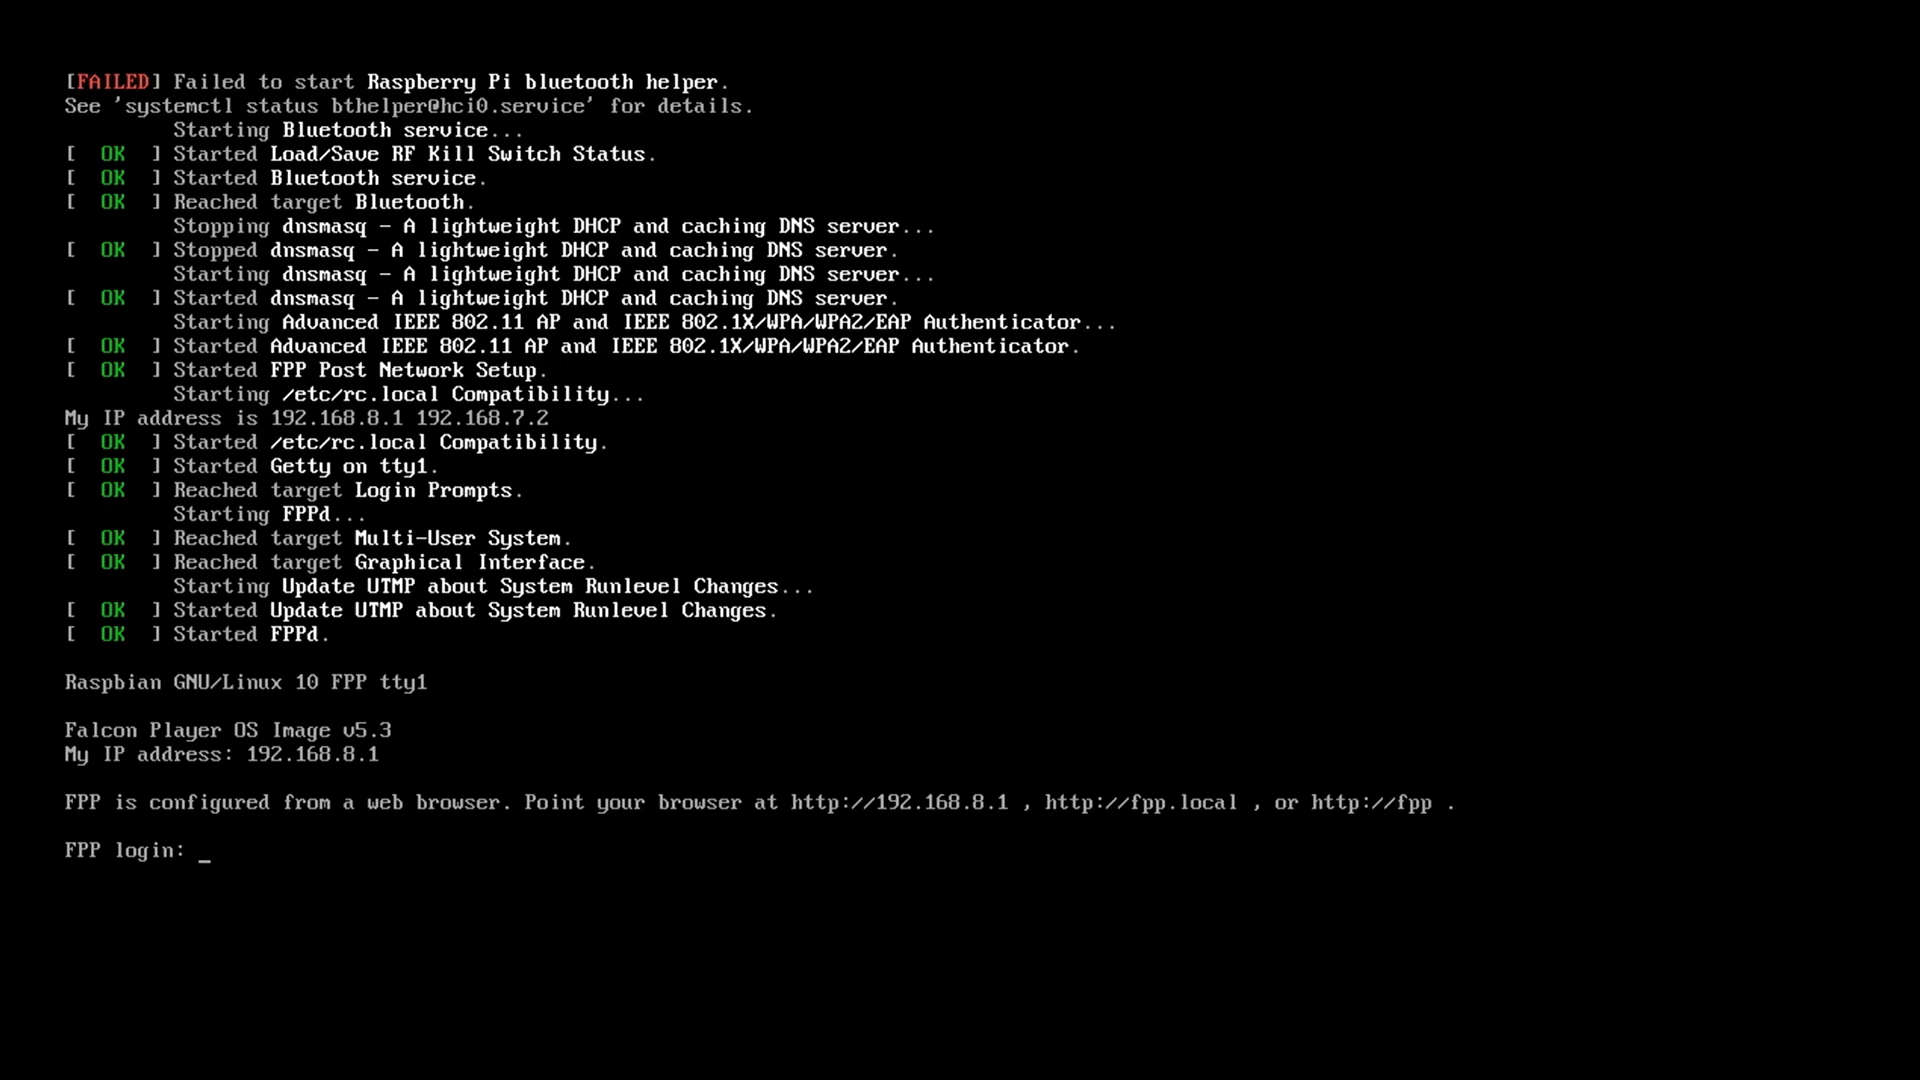 [FAILED] Failed to start Raspberry Pi bluetooth helper.
See 'systemctl status bthelper@hci0.service' for details.
         Starting Bluetooth service...
[  OK  ] Started Load/Save RF Kill Switch Status.
[  OK  ] Started Bluetooth service.
[  OK  ] Reached target Bluetooth.
         Stopping dnsmasq - A lightweight DHCP and caching DNS server...
[  OK  ] Stopped dnsmasq - A lightweight DHCP and caching DNS server.
         Starting dnsmasq - A lightweight DHCP and caching DNS server...
[  OK  ] Started dnsmasq - A lightweight DHCP and caching DNS server.
         Starting Advanced IEEE 802.11 AP and IEEE 802.1X/WPA/WPA2/EAP Authenticator...
[  OK  ] Started Advanced IEEE 802.11 AP and IEEE 802.1X/WPA/WPA2/EAP Authenticator.
[  OK  ] Started FPP Post Network Setup.
         Starting /etc/rc.local Compatibility...
My IP address is 192.168.8.1 192.168.7.2
[  OK  ] Started /etc/rc.local Compatibility.
[  OK  ] Started Getty on tty1.
[  OK  ] Reached target Login Prompts.
         Starting FPPd...
[  OK  ] Reached target Multi-User System.
[  OK  ] Reached target Graphical Interface.
         Starting Update UTMP about System Runlevel Changes...
[  OK  ] Started Update UTMP about System Runlevel Changes.
[  OK  ] Started FPPd.
Raspbian GNU/Linux 10 FPP tty1
Falcon Player OS Image v5.3
My IP address: 192.168.8.1
FPP is configured from a web browser. Point your browser at http://192.168.8.1 , http://fpp.local , or http://fpp .
FPP login: _